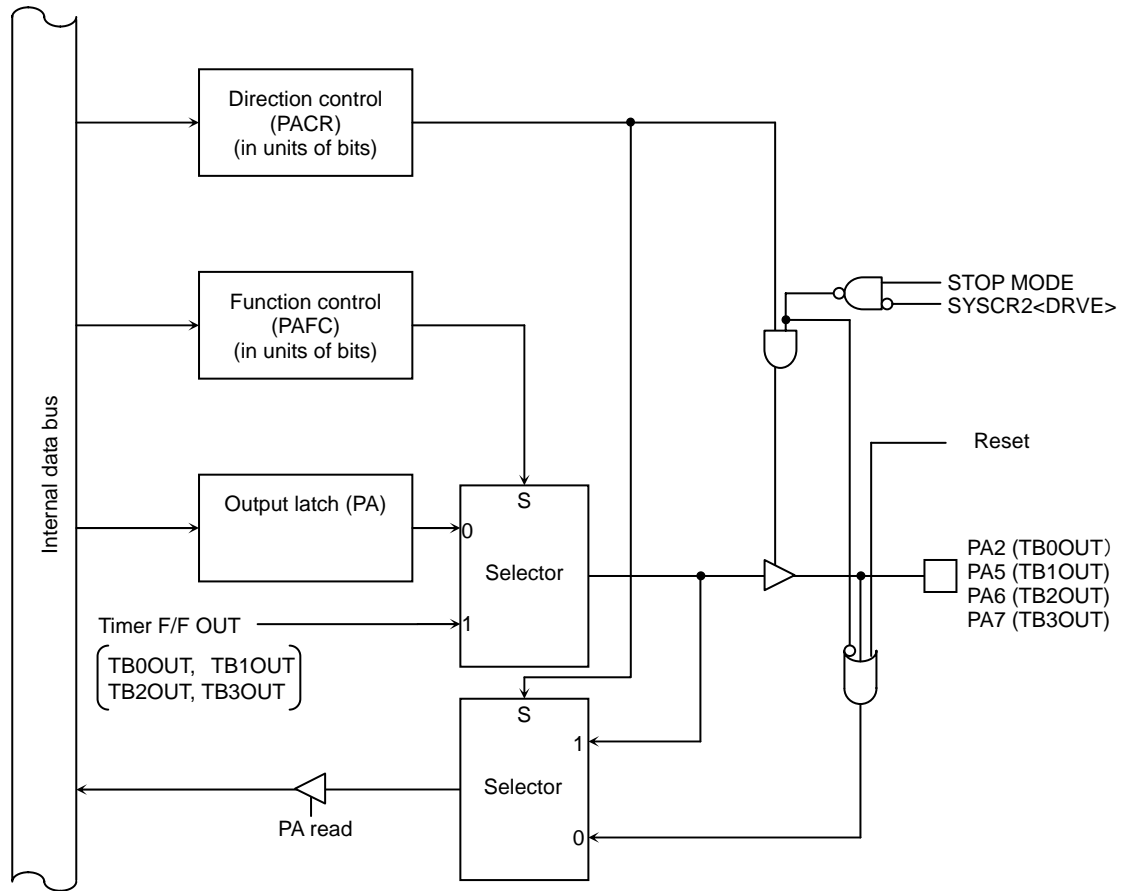 Internal data bus
Direction control
(PACR)
(in units of bits)
Function control
(PAFC)
(in units of bits)
STOP MODE
SYSCR2<DRVE>
Reset
Output latch (PA)
S
0
Selector
1
Timer F/F OUT
TB0OUT, TB1OUT
TB2OUT, TB3OUT
PA2 (TB0OUT）
PA5 (TB1OUT)
PA6 (TB2OUT)
PA7 (TB3OUT)
S
1
Selector
0
PA read